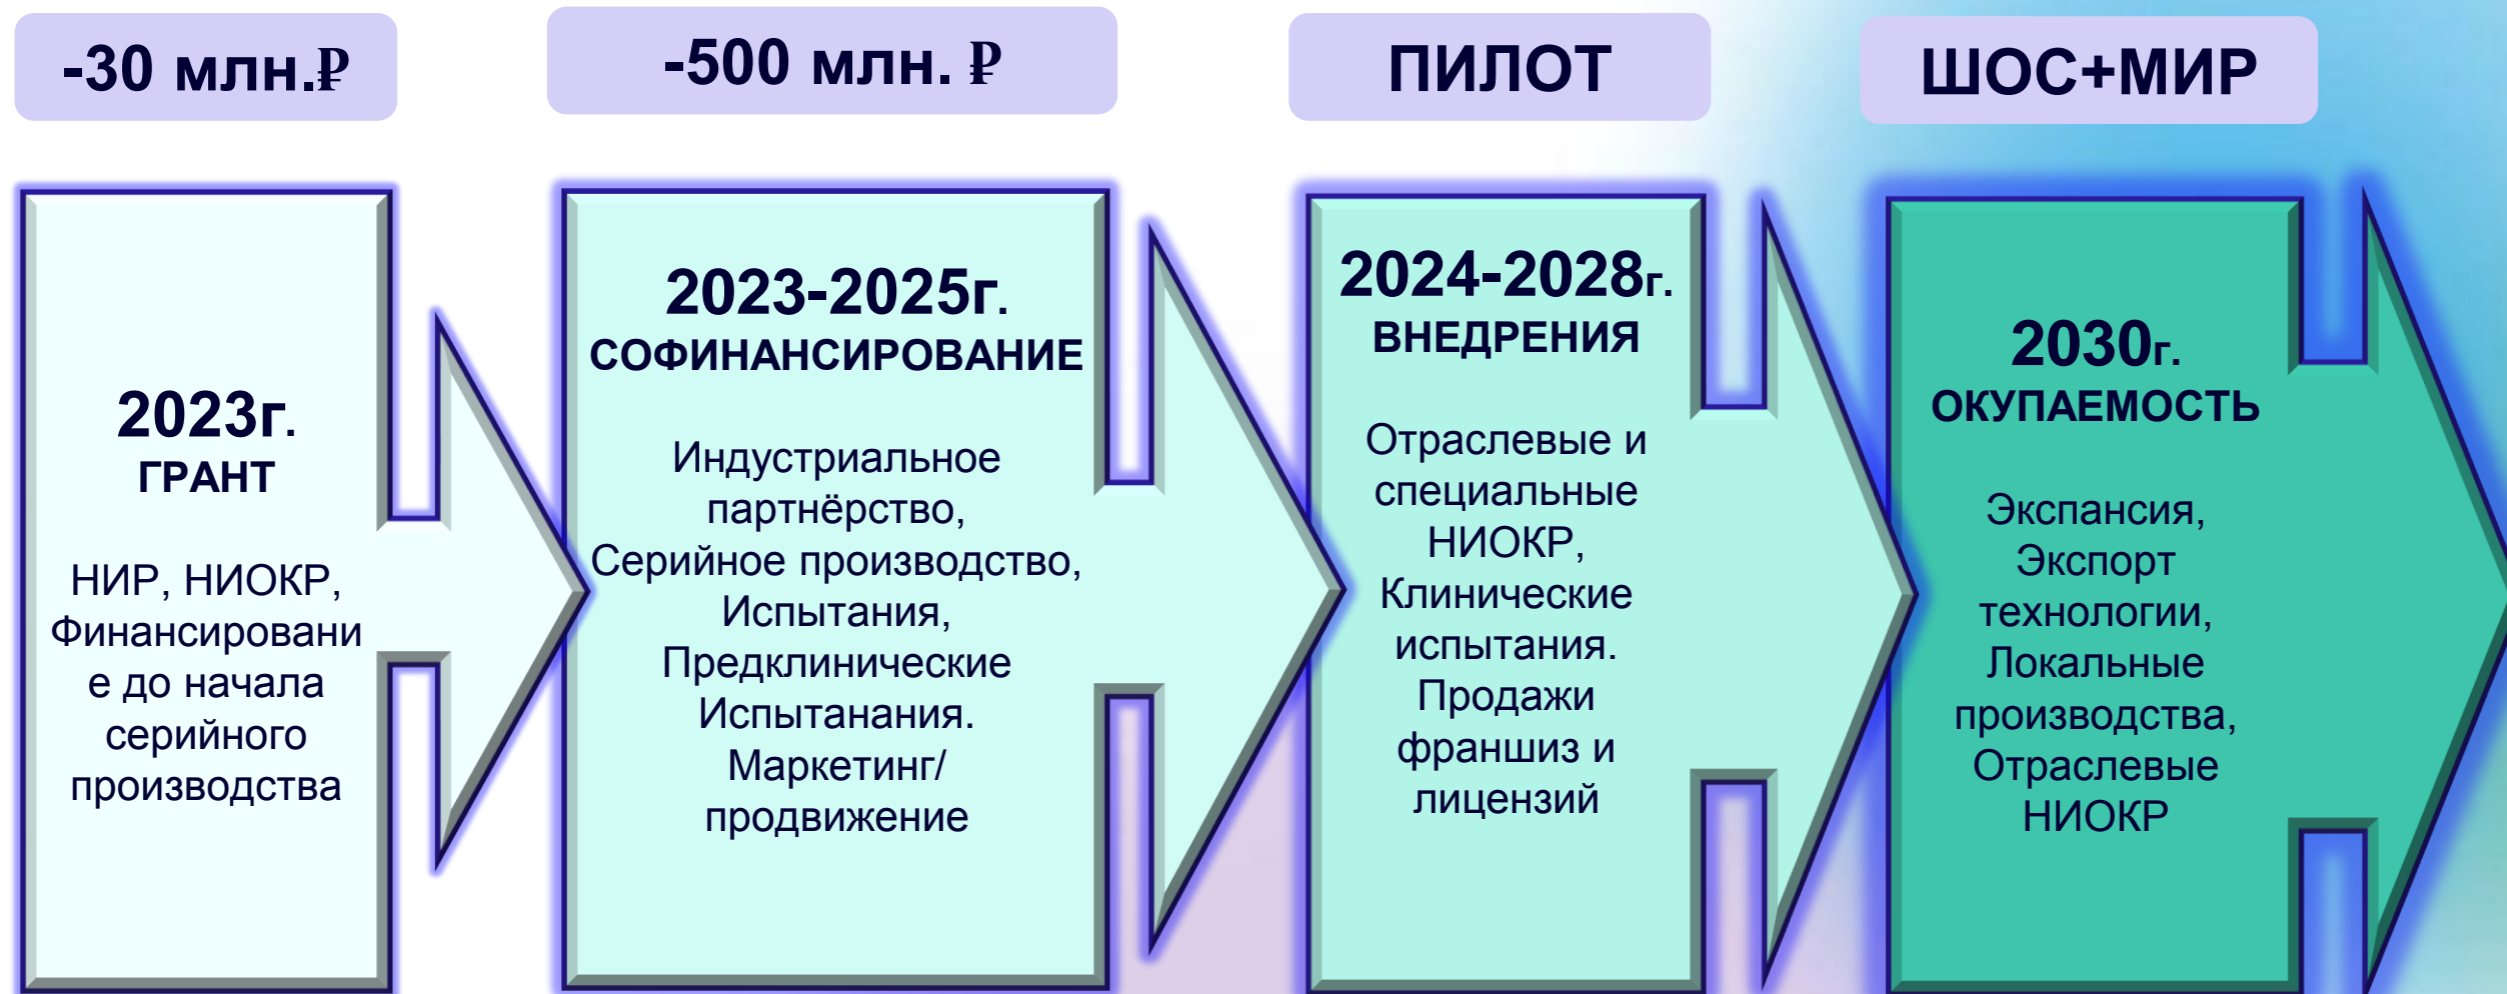 -30 млн.₽
-500 млн. ₽
ПИЛОТ
ШОС+МИР
2023г.
ГРАНТ
НИР, НИОКР,
Финансировани
е до начала
серийного
производства
2023-2025г.
СОФИНАНСИРОВАНИЕ
Индустриальное
партнёрство,
Серийное производство,
Испытания,
Предклинические
Испытанания.
Маркетинг/
продвижение
2024-2028г.
ВНЕДРЕНИЯ
Отраслевые и
специальные
НИОКР,
Клинические
испытания.
Продажи
франшиз и
лицензий
2030г.
ОКУПАЕМОСТЬ
Экспансия,
Экспорт
технологии,
Локальные
производства,
Отраслевые
НИОКР